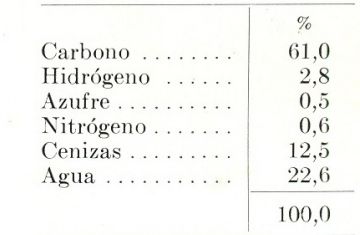 %
Carbono ........ 61,0
Hidrógeno ...... 2,8
Azufre .......... 0,5
Nitrógeno ....... 0,6
Cenizas ......... 12,5
Agua ........... 22,6
100,0